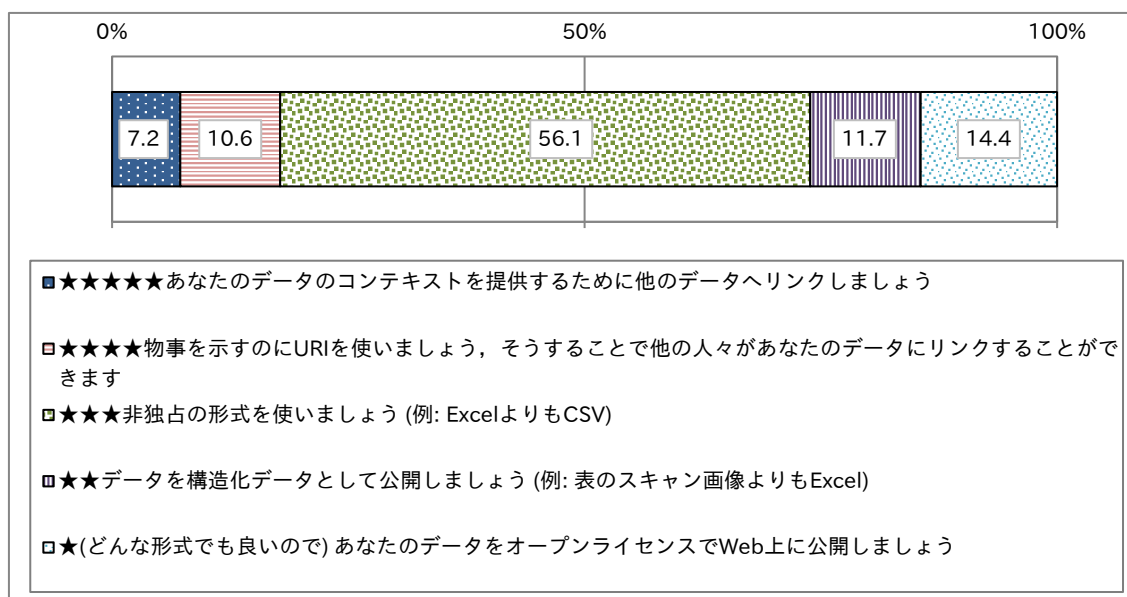 0% 50% 100%
7.2 10.6 56.1 11.7 14.4
★★★★★あなたのデータのコンテキストを提供するために他のデータへリンクしましょう
★★★★物事を示すのにURIを使いましょう，そうすることで他の人々があなたのデータにリンクすることがで
きます
★★★非独占の形式を使いましょう (例: ExcelよりもCSV)
★★データを構造化データとして公開しましょう (例: 表のスキャン画像よりもExcel)
★(どんな形式でも良いので) あなたのデータをオープンライセンスでWeb上に公開しましょう